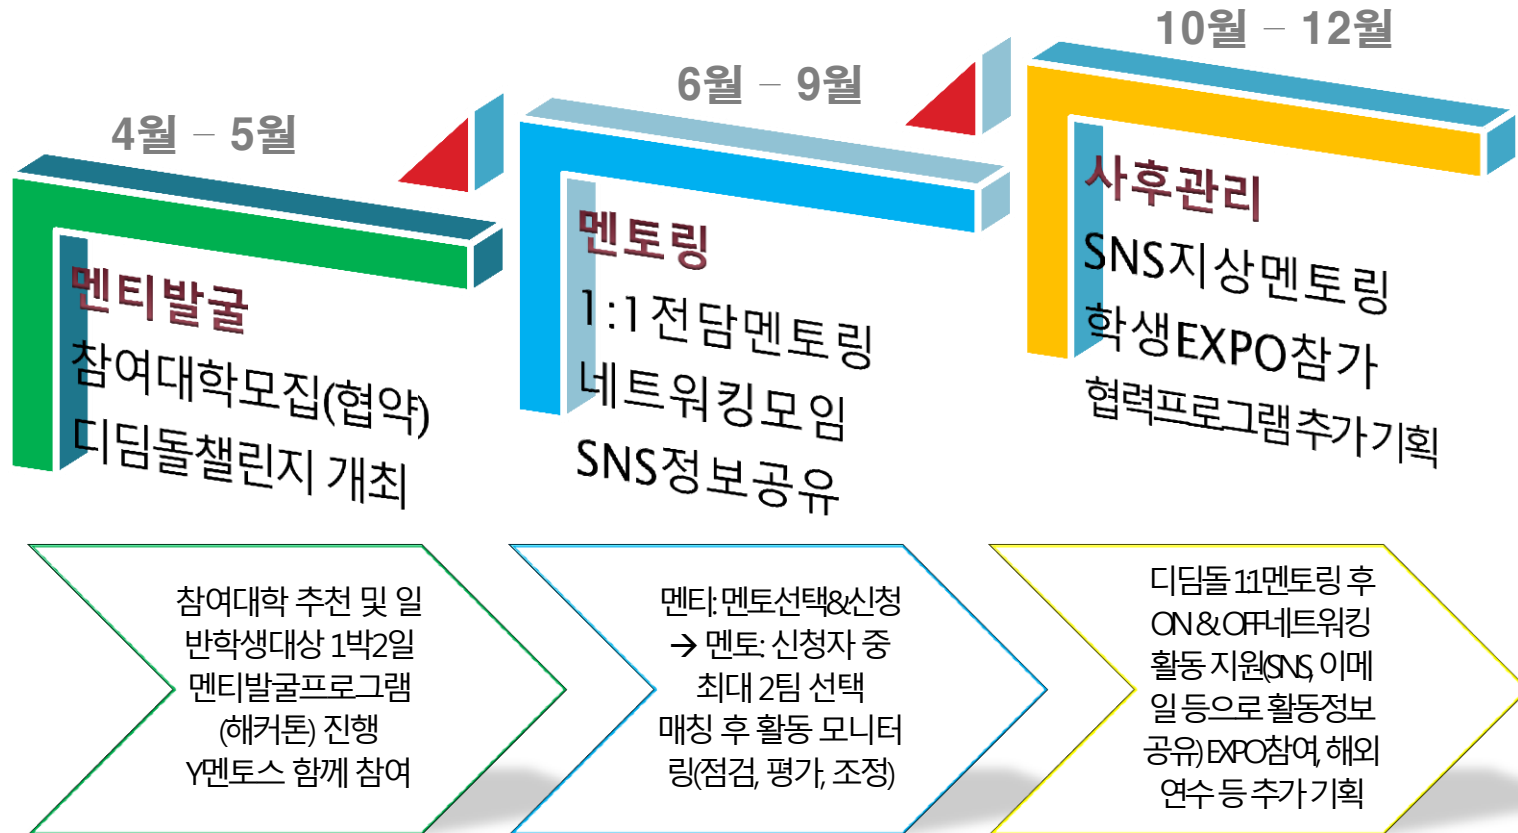 4월 – 5월
멘티발굴
참여대학모집(협약)
디딤돌챌린지 개최
6월 – 9월
멘토링
1:1전담멘토링
네트워킹모임
SNS정보공유
10월 – 12월
사후관리
SNS지상멘토링
학생EXPO참가
협력프로그램추가기획
참여대학 추천 및 일
반학생대상 1박2일
멘티발굴프로그램
(해커톤) 진행
Y멘토스 함께 참여
멘티: 멘토선택&신청
→ 멘토: 신청자 중
최대 2팀 선택
매칭 후 활동 모니터
링(점검, 평가, 조정)
디딤돌 1:1멘토링 후
ON & OFF네트워킹
활동 지원(SNS, 이메
일 등으로 활동정보
공유) EXPO참여, 해외
연수 등 추가 기획